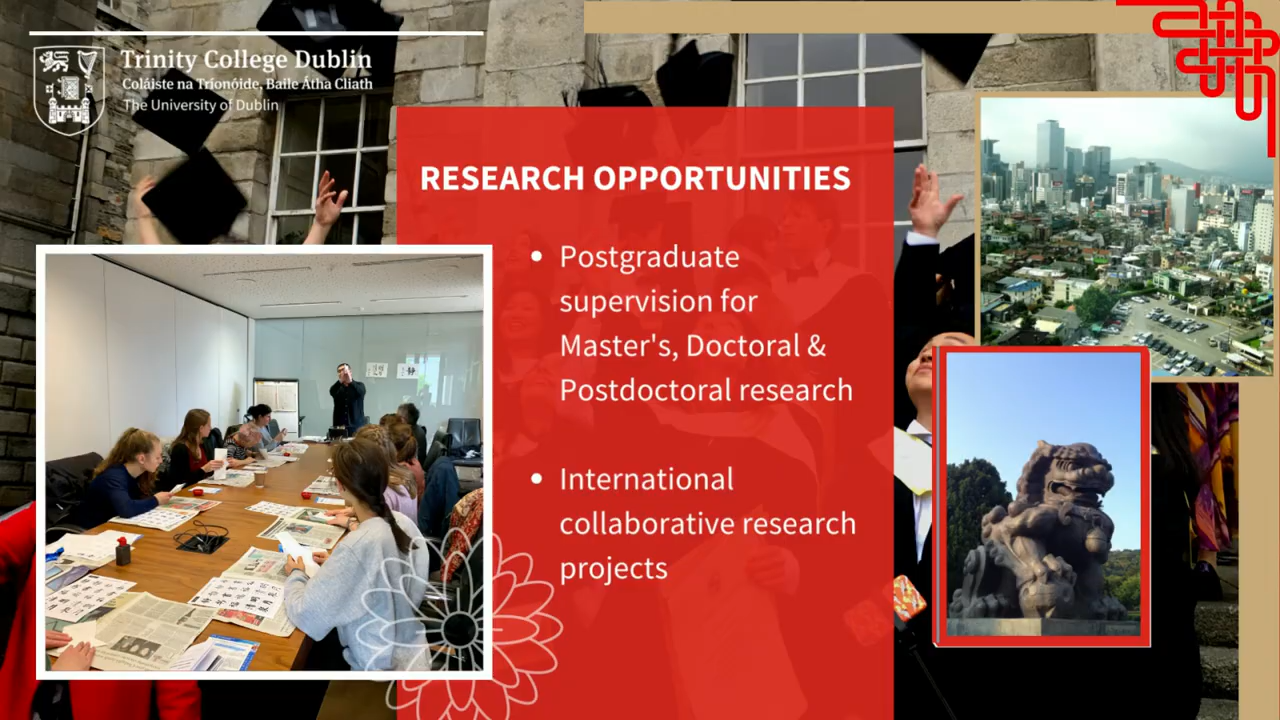 Trinity College Dublin
Coláiste na Tríonóide, Baile Átha Cliath
The University of Dublin
RESEARCH OPPORTUNITIES
• Postgraduate
supervision for
Master's, Doctoral &
Postdoctoral research
• International
collaborative research
projects